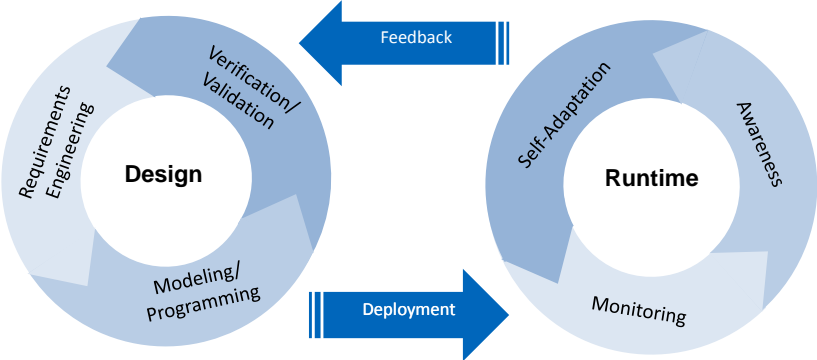 Feedback
Verification/
Validation
Requirements
Engineering
Design
Modeling/
Programming
Self-Adaptation
Awareness
Runtime
Monitoring
Deployment